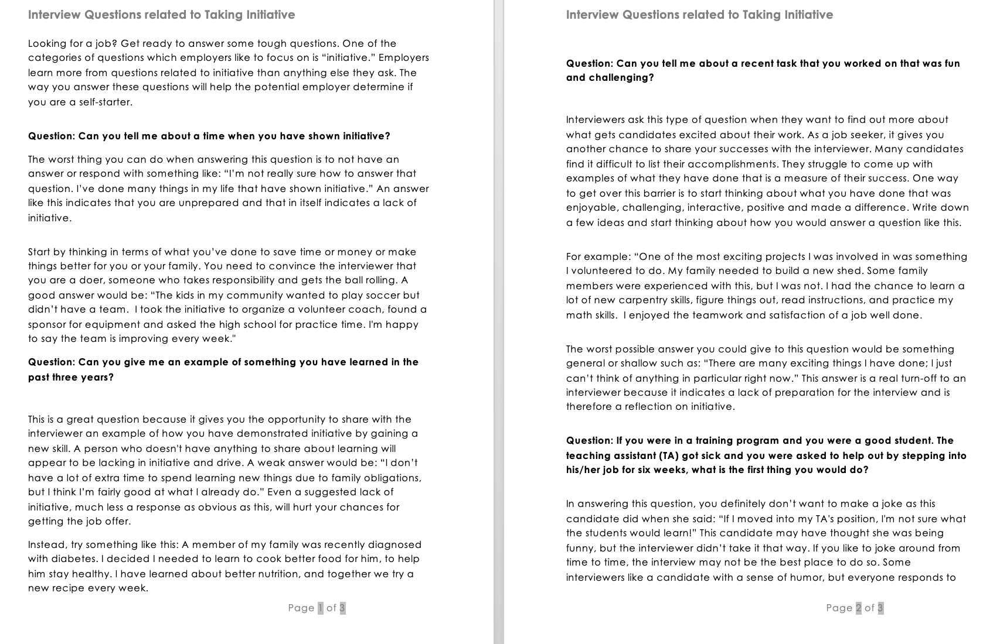 Interview Questions related to Taking Initiative
Looking for a job? Get ready to answer some tough questions. One of the
categories of questions which employers like to focus on is “initiative.” Employers
learn more from questions related to initiative than anything else they ask. The
way you answer these questions will help the potential employer determine if
you are a self-starter.
Question: Can you tell me about a time when you have shown initiative?
The worst thing you can do when answering this question is to not have an
answer or respond with something like: “I’m not really sure how to answer that
question. I’ve done many things in my life that have shown initiative.” An answer
like this indicates that you are unprepared and that in itself indicates a lack of
initiative.
Start by thinking in terms of what you’ve done to save time or money or make
things better for you or your family. You need to convince the interviewer that
you are a doer, someone who takes responsibility and gets the ball rolling. A
good answer would be: “The kids in my community wanted to play soccer but
didn’t have a team.  I took the initiative to organize a volunteer coach, found a
sponsor for equipment and asked the high school for practice time. I'm happy
to say the team is improving every week."
Question: Can you give me an example of something you have learned in the
past three years?
This is a great question because it gives you the opportunity to share with the
interviewer an example of how you have demonstrated initiative by gaining a
new skill. A person who doesn't have anything to share about learning will
appear to be lacking in initiative and drive. A weak answer would be: “I don’t
have a lot of extra time to spend learning new things due to family obligations,
but I think I’m fairly good at what I already do.” Even a suggested lack of
initiative, much less a response as obvious as this, will hurt your chances for
getting the job offer.
Instead, try something like this: A member of my family was recently diagnosed
with diabetes. I decided I needed to learn to cook better food for him, to help
him stay healthy. I have learned about better nutrition, and together we try a
new recipe every week.
Page 1 of 3
Interview Questions related to Taking Initiative
Question: Can you tell me about a recent task that you worked on that was fun
and challenging?
Interviewers ask this type of question when they want to find out more about
what gets candidates excited about their work. As a job seeker, it gives you
another chance to share your successes with the interviewer. Many candidates
find it difficult to list their accomplishments. They struggle to come up with
examples of what they have done that is a measure of their success. One way
to get over this barrier is to start thinking about what you have done that was
enjoyable, challenging, interactive, positive and made a difference. Write down
a few ideas and start thinking about how you would answer a question like this.
For example: “One of the most exciting projects I was involved in was something
I volunteered to do. My family needed to build a new shed. Some family
members were experienced with this, but I was not. I had the chance to learn a
lot of new carpentry skills, figure things out, read instructions, and practice my
math skills.  I enjoyed the teamwork and satisfaction of a job well done.
The worst possible answer you could give to this question would be something
general or shallow such as: “There are many exciting things I have done; I just
can’t think of anything in particular right now.” This answer is a real turn-off to an
interviewer because it indicates a lack of preparation for the interview and is
therefore a reflection on initiative.
Question: If you were in a training program and you were a good student. The
teaching assistant (TA) got sick and you were asked to help out by stepping into
his/her job for six weeks, what is the first thing you would do?
In answering this question, you definitely don’t want to make a joke as this
candidate did when she said: “If I moved into my TA's position, I'm not sure what
the students would learn!” This candidate may have thought she was being
funny, but the interviewer didn’t take it that way. If you like to joke around from
time to time, the interview may not be the best place to do so. Some
interviewers like a candidate with a sense of humor, but everyone responds to
Page 2 of 3